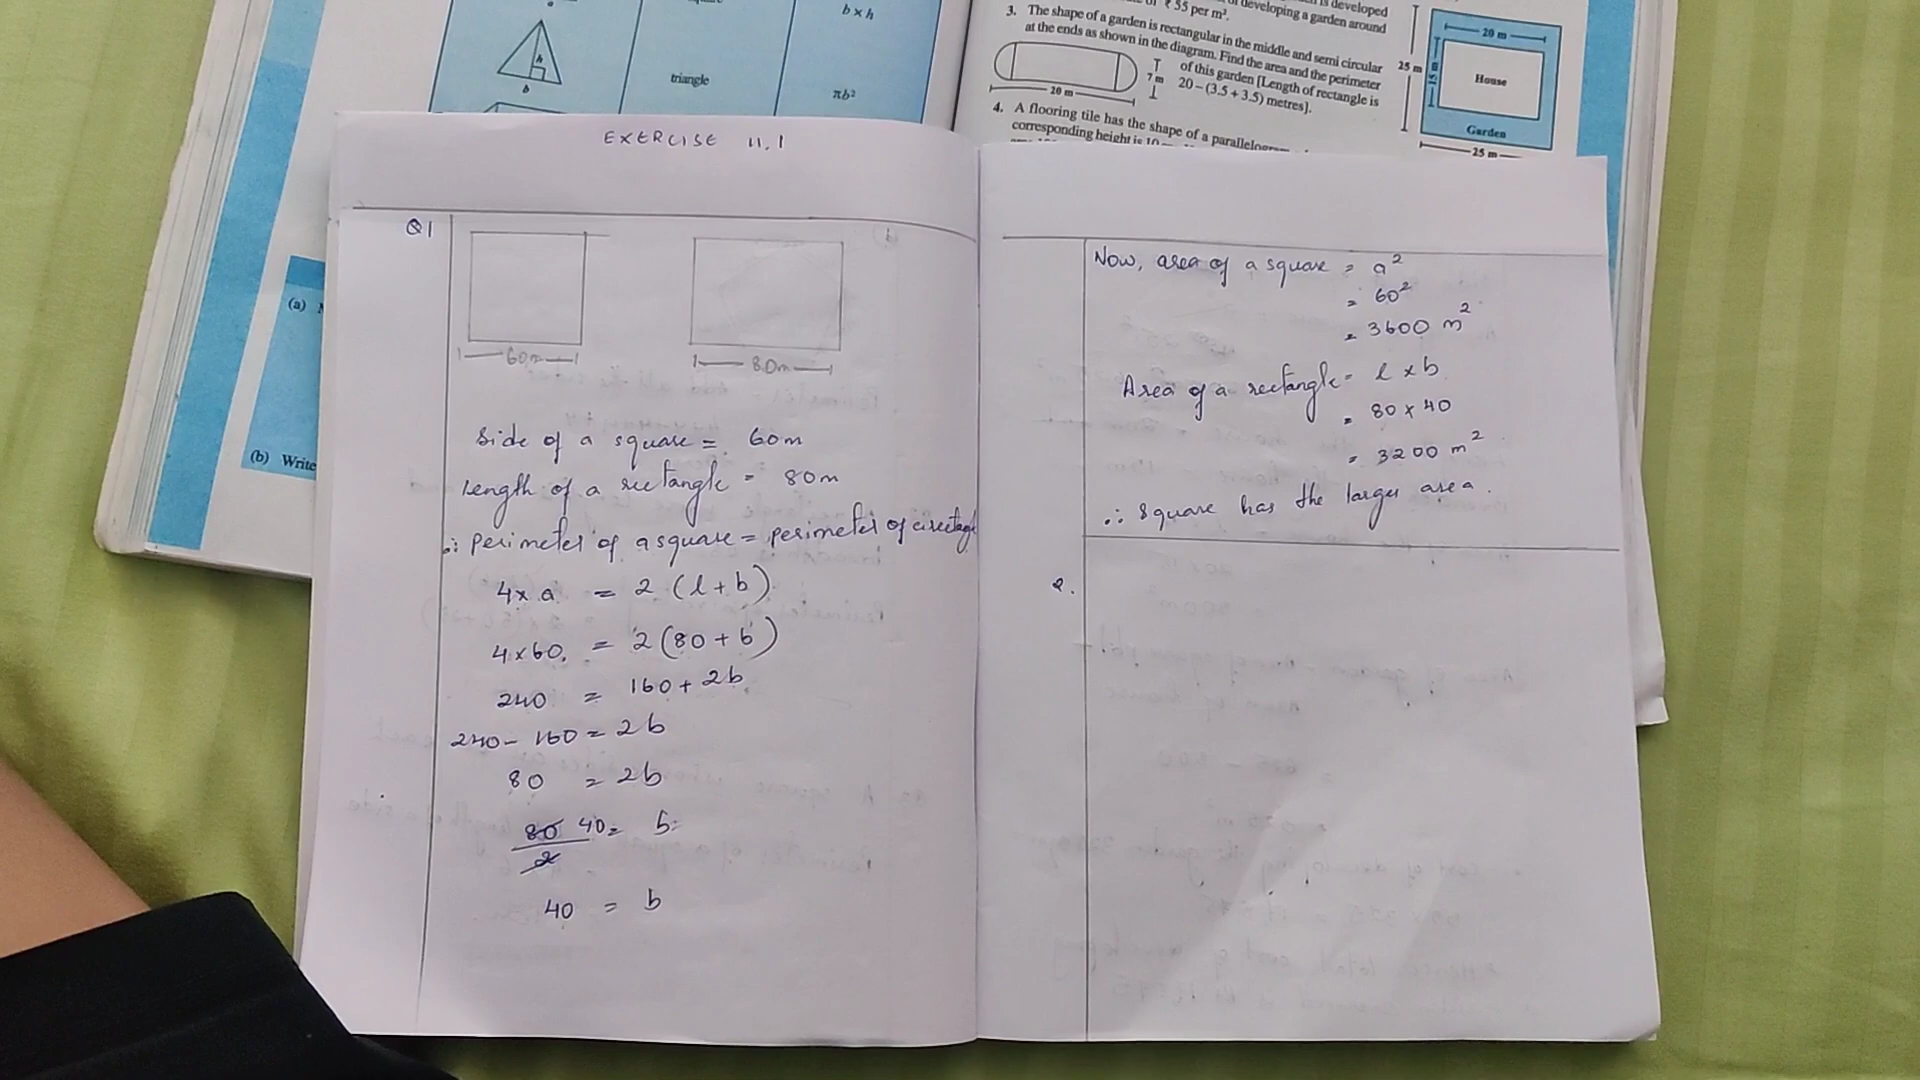 square
b × h
h
b
triangle
πb²
(a)
(b) Write
is developed
of developing a garden around
₹ 55 per m².
3. The shape of a garden is rectangular in the middle and semi circular
at the ends as shown in the diagram. Find the area and the perimeter
of this garden [Length of rectangle is
20 – (3.5 + 3.5) metres].
7 m
20 m
4. A flooring tile has the shape of a parallelogram
corresponding height is 10
20 m
25 m
15 m
House
Garden
25 m
EXERCISE 11.1
Q1
60m
80m
Side of a square = 60m
Length of a rectangle = 80m
∴ perimeter of a square = perimeter of a rectangle
4 × a = 2 (l + b)
4 × 60 = 2 (80 + b)
240 = 160 + 2b
240 - 160 = 2b
80 = 2b
80 40 = b
2
40 = b
Now, area of a square = a²
= 60²
= 3600 m²
Area of a rectangle = l × b
= 80 × 40
= 3200 m²
∴ square has the larger area.
2.